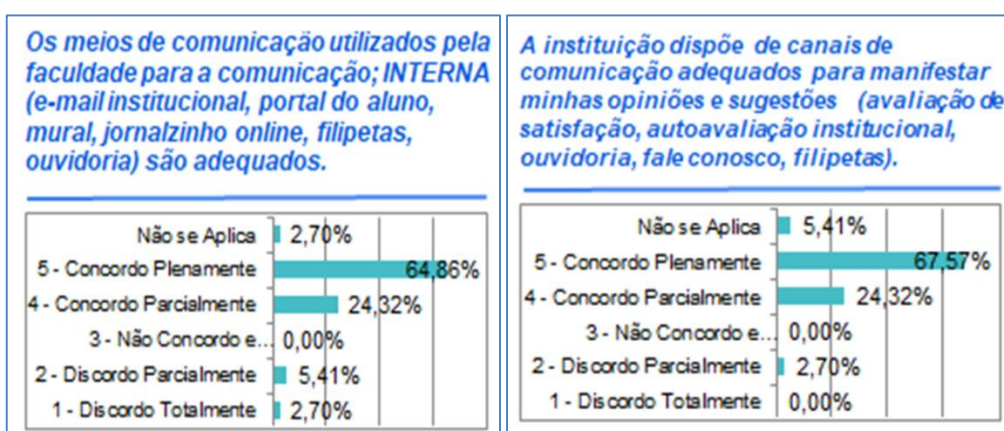 Os meios de comunicação utilizados pela
faculdade para a comunicação; INTERNA
(e-mail institucional, portal do aluno,
mural, jornalzinho online, filipetas,
ouvidoria) são adequados.
Não se Aplica 2,70%
5 - Concordo Plenamente 64,86%
4 - Concordo Parcialmente 24,32%
3 - Não Concordo e... 0,00%
2 - Discordo Parcialmente 5,41%
1 - Discordo Totalmente 2,70%
A instituição dispõe de canais de
comunicação adequados para manifestar
minhas opiniões e sugestões (avaliação de
satisfação, autoavaliação institucional,
ouvidoria, fale conosco, filipetas).
Não se Aplica 5,41%
5 - Concordo Plenamente 67,57%
4 - Concordo Parcialmente 24,32%
3 - Não Concordo e... 0,00%
2 - Discordo Parcialmente 2,70%
1 - Discordo Totalmente 0,00%